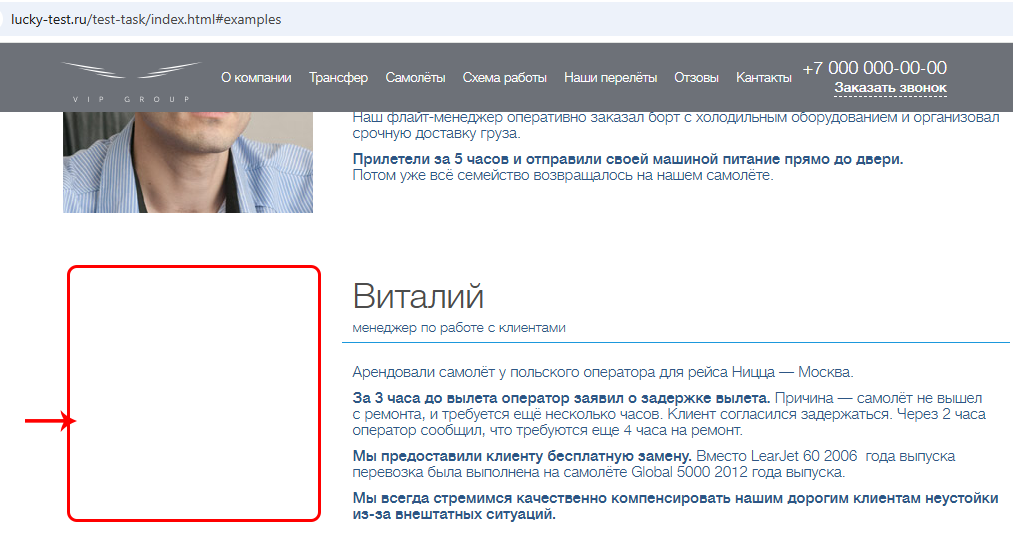 lucky-test.ru/test-task/index.html#examples
VIP GROUP
О компании Трансфер Самолёты Схема работы Наши перелёты Отзывы Кантакты
+7 000 000-00-00
Заказать звонок
Наш флайт-менеджер оперативно заказал борт с холодильным оборудованием и организовал
срочную доставку груза.
Прилетели за 5 часов и отправили своей машиной питание прямо до двери.
Потом уже всё семейство возвращалось на нашем самолёте.
Виталий
менеджер по работе с клиентами
Арендовали самолёт у польского оператора для рейса Ницца — Москва.
За 3 часа до вылета оператор заявил о задержке вылета. Причина — самолёт не вышел
с ремонта, и требуется ещё несколько часов. Клиент согласился задержаться. Через 2 часа
оператор сообщил, что требуются еще 4 часа на ремонт.
Мы предоставили клиенту бесплатную замену. Вместо LearJet 60 2006 года выпуска
перевозка была выполнена на самолёте Global 5000 2012 года выпуска.
Мы всегда стремимся качественно компенсировать нашим дорогим клиентам неустойки
из-за внештатных ситуаций.